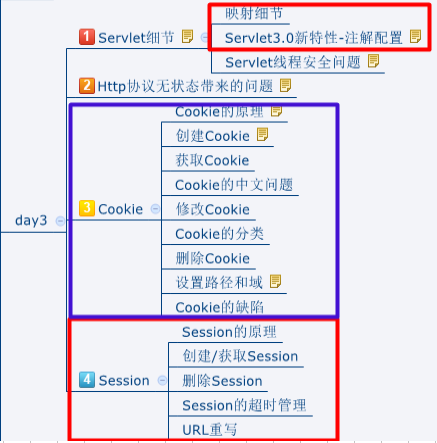 映射细节
1 Servlet细节
Servlet3.0新特性-注解配置
Servlet线程安全问题
2 Http协议无状态带来的问题
Cookie的原理
创建Cookie
获取Cookie
Cookie的中文问题
day3
3 Cookie
修改Cookie
Cookie的分类
删除Cookie
设置路径和域
Cookie的缺陷
Session的原理
创建/获取Session
4 Session
删除Session
Session的超时管理
URL重写